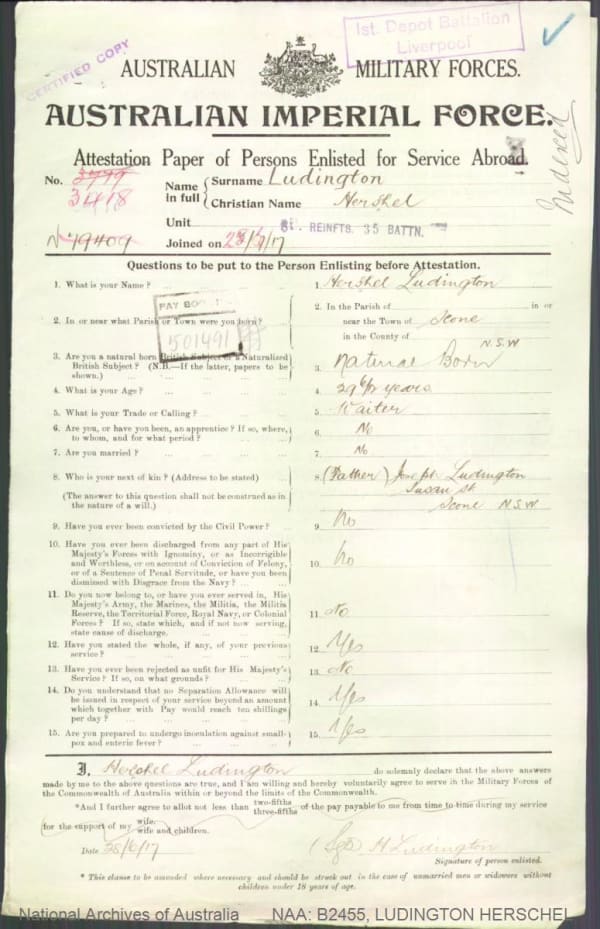 CERTIFIED COPY
1st. Depot Battalion
Liverpool
AUSTRALIAN MILITARY FORCES.
AUSTRALIAN IMPERIAL FORCE.
Indexed
Attestation Paper of Persons Enlisted for Service Abroad.
No. 3779
3418
N 19409
Name in full
Surname Ludington
Christian Name Hershel
Unit REINFTS. 35 BATTN.
Joined on
Questions to be put to the Person Enlisting before Attestation.
1. What is your Name? 1. Hershel Ludington
2. In or near what Parish or Town were you born?
2. In the Parish of in or
near the Town of Scone
in the County of N.S.W
PAY BO
501491
3. Are you a natural born British Subject or a Naturalized
British Subject? (N.B.—If the latter, papers to be
shown.) 3. Natural Born
4. What is your Age? 4. 29 years
5. What is your Trade or Calling? 5. Waiter
6. Are you, or have you been, an apprentice? If so, where,
to whom, and for what period? 6. No
7. Are you married? 7. No
8. Who is your next of kin? (Address to be stated) 8. (Father) Joseph Ludington
Susan St
(The answer to this question shall not be construed as in
the nature of a will.) Scone N.S.W
9. Have you ever been convicted by the Civil Power? 9. No
10. Have you ever been discharged from any part of His
Majesty's Forces with Ignominy, or as Incorrigible
and Worthless, or on account of Conviction of Felony,
or of a Sentence of Penal Servitude, or have you been
dismissed with Disgrace from the Navy? 10. No
11. Do you now belong to, or have you ever served in, His
Majesty's Army, the Marines, the Militia, the Militia
Reserve, the Territorial Force, Royal Navy, or Colonial
Forces? If so, state which, and if not now serving,
state cause of discharge. 11. No
12. Have you stated the whole, if any, of your previous
service? 12. Yes
13. Have you ever been rejected as unfit for His Majesty's
Service? If so, on what grounds? 13. No
14. Do you understand that no Separation Allowance will
be issued in respect of your service beyond an amount
which together with Pay would reach ten shillings
per day? 14. Yes
15. Are you prepared to undergo inoculation against small-
pox and enteric fever? 15. Yes
I, Hershel Ludington do solemnly declare that the above answers
made by me to the above questions are true, and I am willing and hereby voluntarily agree to serve in the Military Forces of
the Commonwealth of Australia within or beyond the limits of the Commonwealth.
*And I further agree to allot not less than two-fifths three-fifths of the pay payable to me from time to time during my service
for the support of my wife. wife and children.
Date 28/6/17 (Sgd) H Ludington
Signature of person enlisted.
* This clause to be amended where necessary and should be struck out in the case of unmarried men or widowers without
children under 18 years of age.
National Archives of Australia NAA: B2455, LUDINGTON HERSCHEL